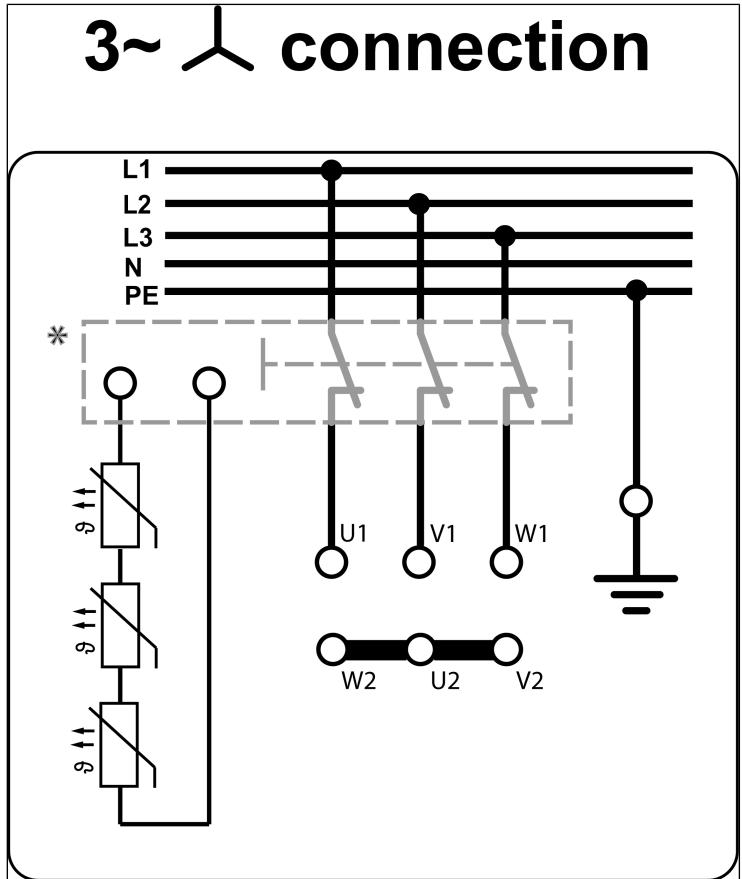 3~ connection
L1
L2
L3
N
PE
*
U1 V1 W1
ϑ
ϑ
W2 U2 V2
ϑ